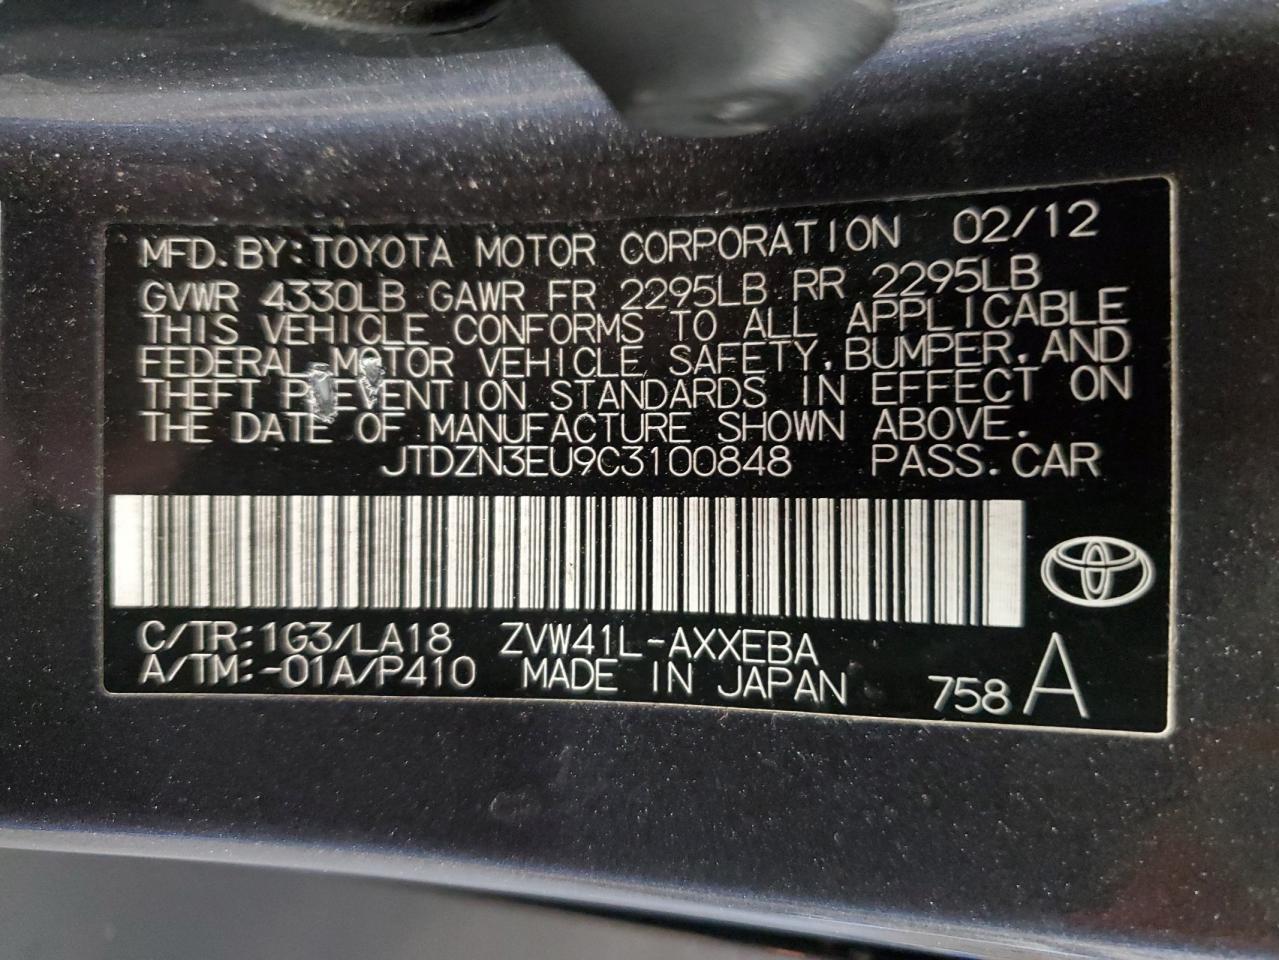 MFD. BY: TOYOTA MOTOR CORPORATION 02/12
GVWR 4330LB GAWR FR 2295LB RR 2295LB
THIS VEHICLE CONFORMS TO ALL APPLICABLE
FEDERAL MOTOR VEHICLE SAFETY, BUMPER, AND
THEFT PREVENTION STANDARDS IN EFFECT ON
THE DATE OF MANUFACTURE SHOWN ABOVE.
JTDZN3EU9C3100848 PASS. CAR
C/TR: 1G3/LA18 ZVW41L-AXXEBA
A/TM: -01A/P410 MADE IN JAPAN 758 A